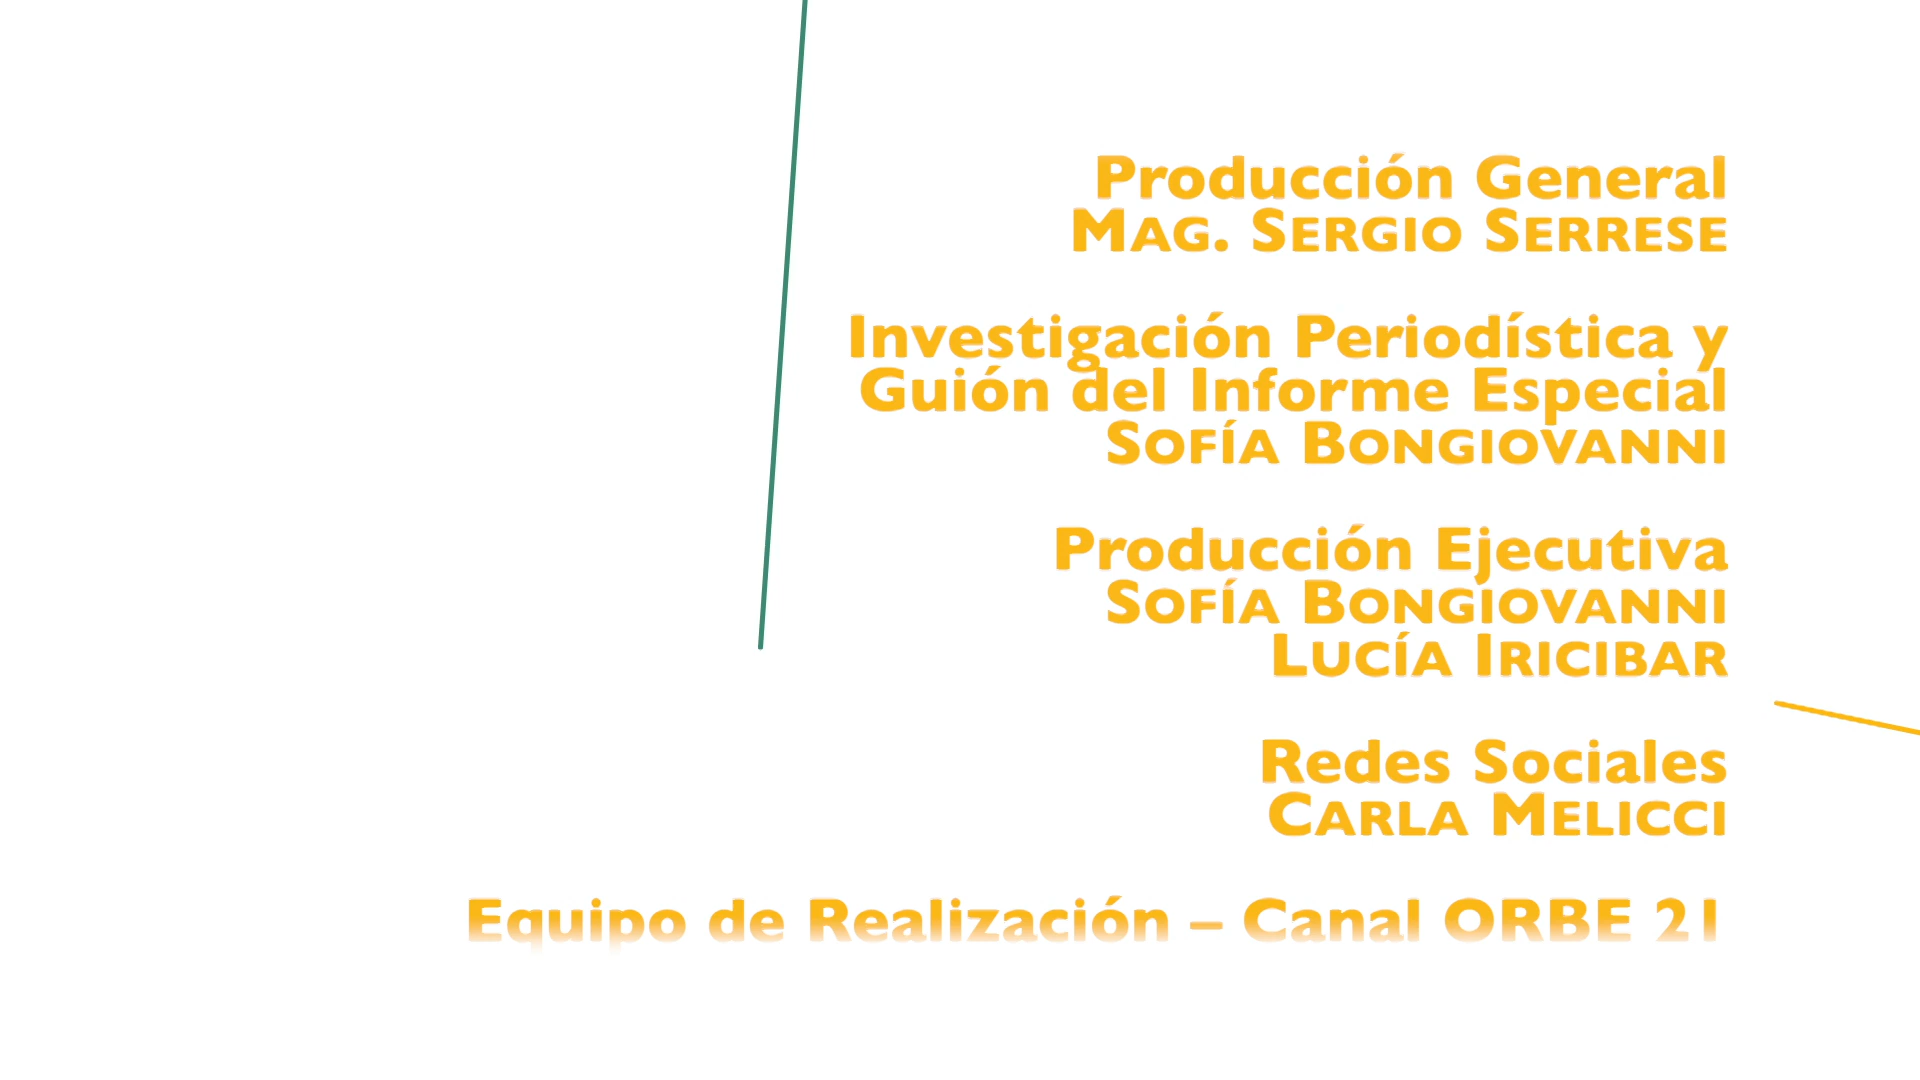 Producción General
MAG. SERGIO SERRESE
Investigación Periodística y
Guión del Informe Especial
SOFÍA BONGIOVANNI
Producción Ejecutiva
SOFÍA BONGIOVANNI
LUCÍA IRICIBAR
Redes Sociales
CARLA MELICCI
Equipo de Realización – Canal ORBE 21